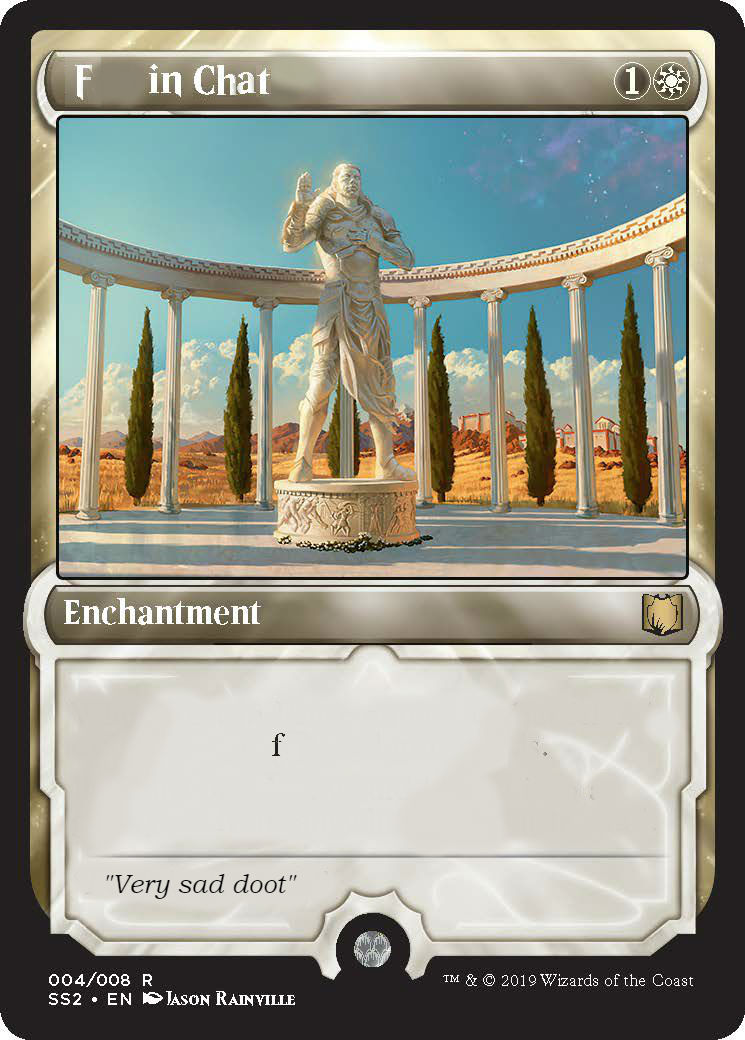 F in Chat 1
Enchantment
f
"Very sad doot"
004/008 R
SS2 • EN Jason Rainville
™ & © 2019 Wizards of the Coast